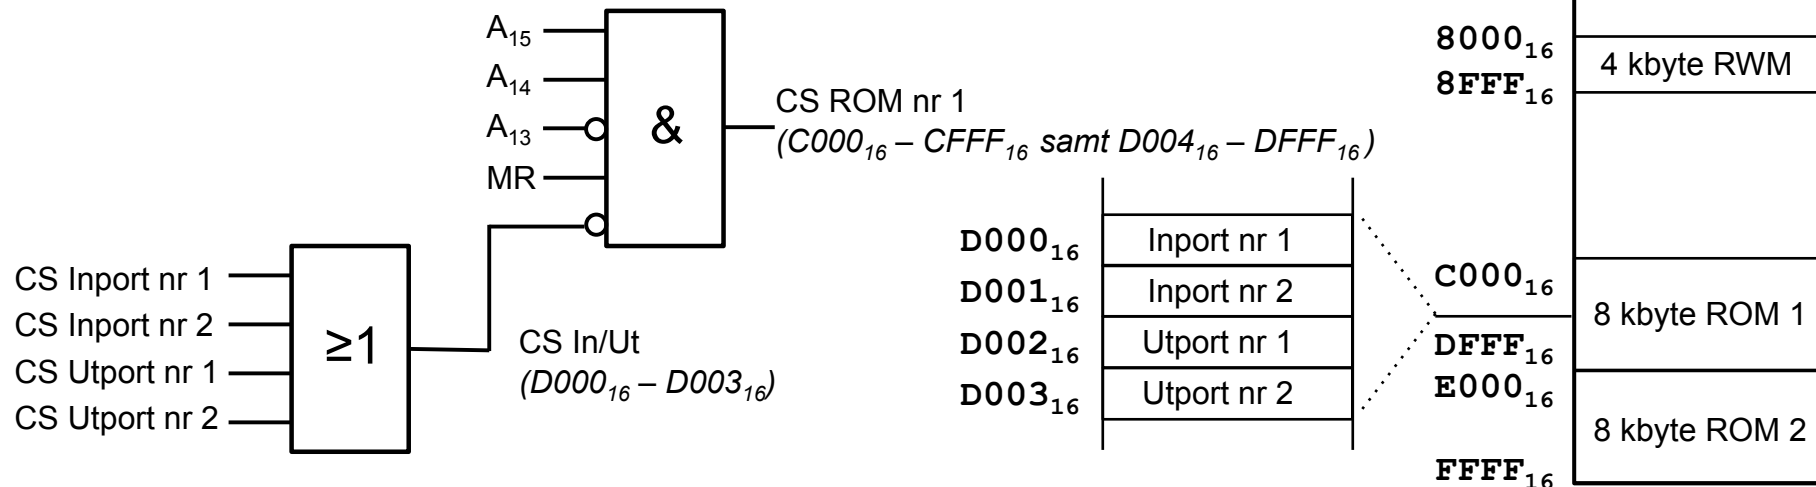 A₁₅
A₁₄
A₁₃
MR
&
CS ROM nr 1
(C000₁₆ – CFFF₁₆ samt D004₁₆ – DFFF₁₆)
CS Inport nr 1
CS Inport nr 2
CS Utport nr 1
CS Utport nr 2
≥1
CS In/Ut
(D000₁₆ – D003₁₆)
D000₁₆ Inport nr 1
D001₁₆ Inport nr 2
D002₁₆ Utport nr 1
D003₁₆ Utport nr 2
8000₁₆
4 kbyte RWM
8FFF₁₆
C000₁₆
8 kbyte ROM 1
DFFF₁₆
E000₁₆
8 kbyte ROM 2
FFFF₁₆